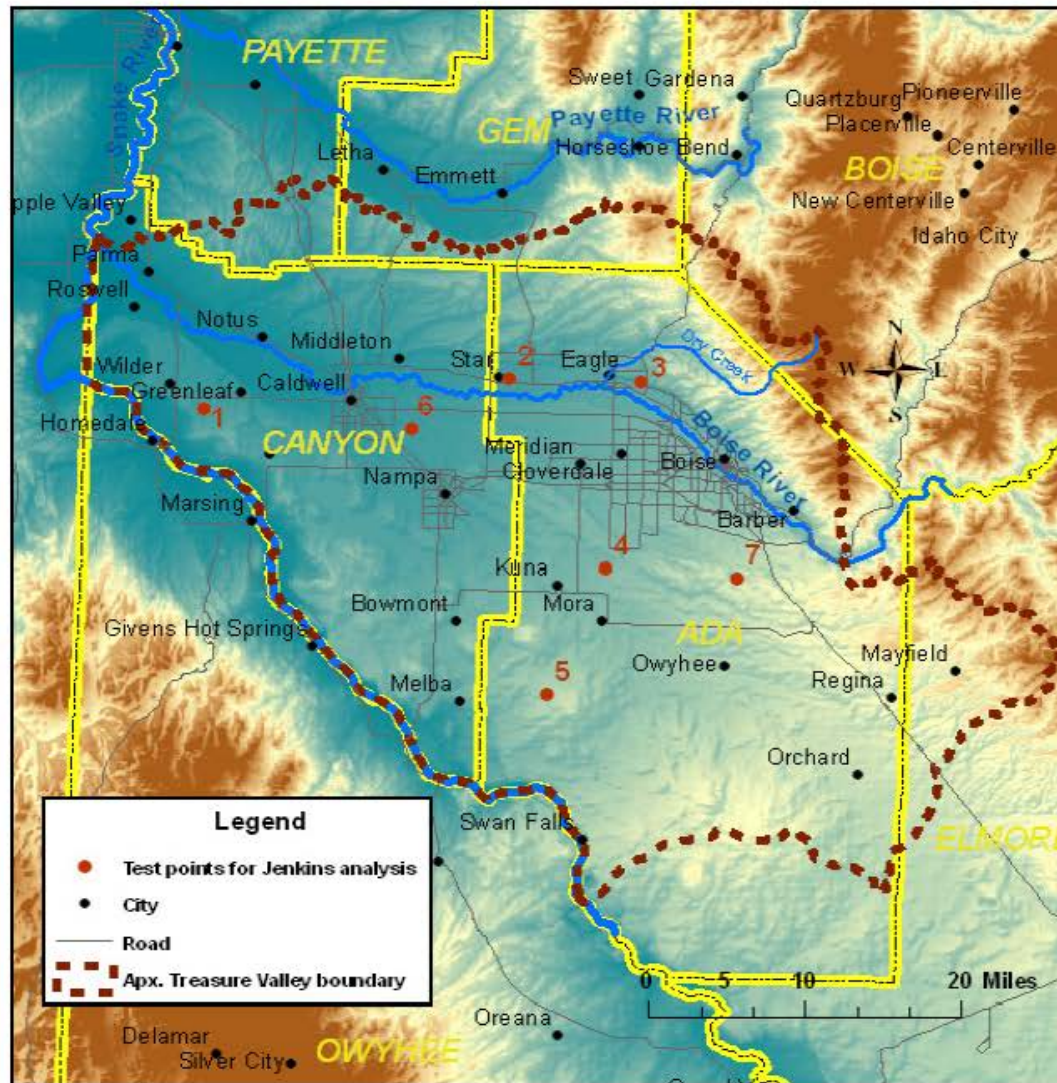 PAYETTE
Snake River
Sweet
Gardena
Quartzburg
Pioneerville
Placerville
GEM
Payette River
Horseshoe Bend
Centerville
BOISE
Letha
Emmett
New Centerville
pple Valley
Idaho City
Parma
Roswell
Notus
Middleton
Star
2
Eagle
3
Dry Creek
N
W
E
S
Wilder
Greenleaf
Caldwell
1
6
Homedale
CANYON
Meridian
Cloverdale
Boise
Boise River
Nampa
Marsing
Barber
4
7
Kuna
Bowmont
Mora
ADA
Givens Hot Springs
Owyhee
Mayfield
Melba
5
Regina
Orchard
Swan Falls
ELMORE
Legend
Test points for Jenkins analysis
City
Road
Apx. Treasure Valley boundary
0 5 10 20 Miles
Oreana
Delamar
Silver City
OWYHEE